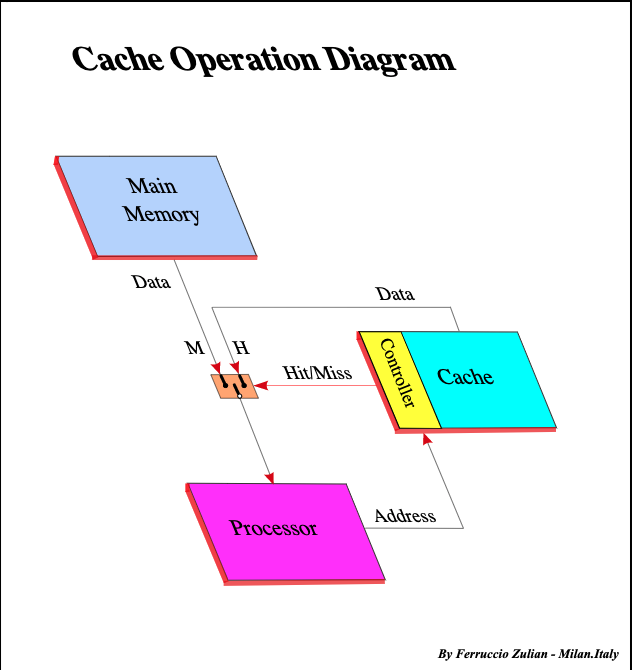 Cache Operation Diagram
Main
Memory
Data
Data
M
H
Hit/Miss
Controller
Cache
Address
Processor
By Ferruccio Zulian - Milan.Italy